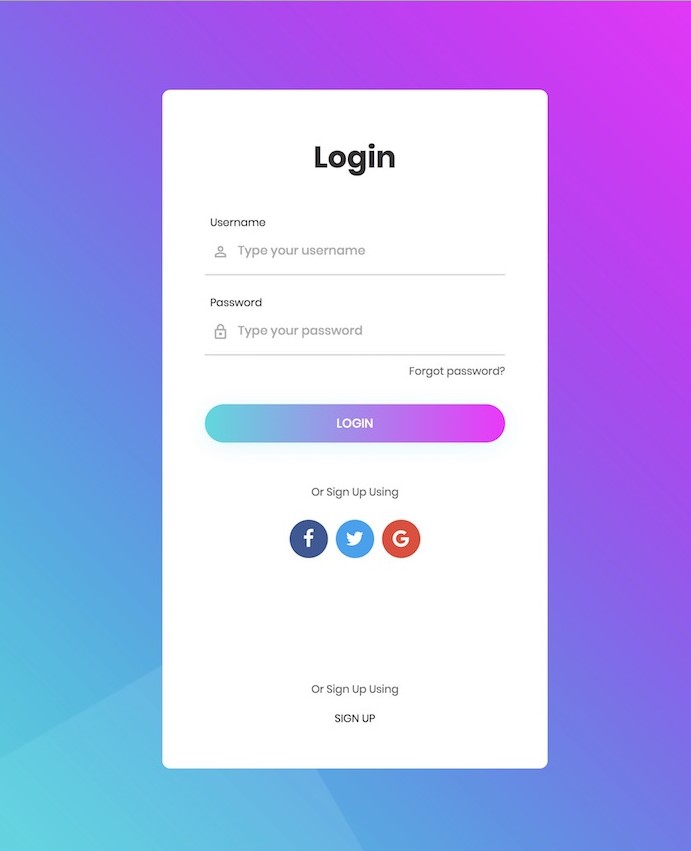 Login
Username
Type your username
Password
Type your password
Forgot password?
LOGIN
Or Sign Up Using
f
G
Or Sign Up Using
SIGN UP